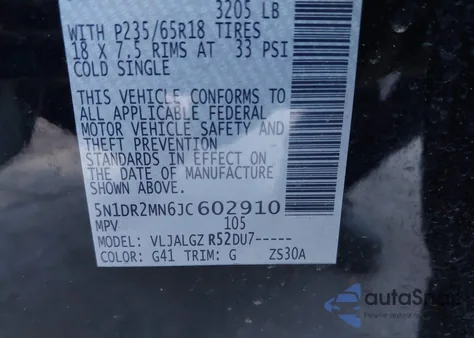 3205 LB
WITH P235/65R18 TIRES
18 X 7.5 RIMS AT 33 PSI
COLD SINGLE
THIS VEHICLE CONFORMS TO
ALL APPLICABLE FEDERAL
MOTOR VEHICLE SAFETY AND
THEFT PREVENTION
STANDARDS IN EFFECT ON
THE DATE OF MANUFACTURE
SHOWN ABOVE.
5N1DR2MN6JC602910
MPV 105
MODEL: VLJALGZ R52DU7-----
COLOR: G41 TRIM: G ZS30A